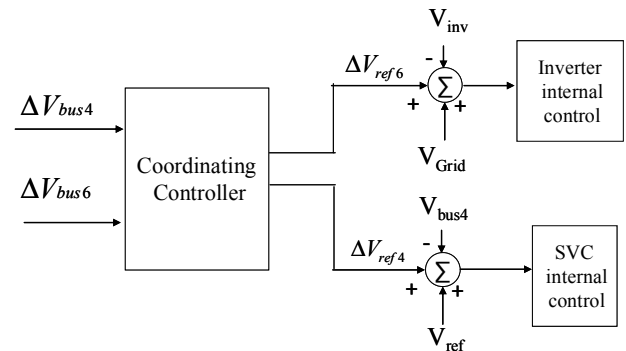 V_inv
-
ΔV_ref6
Σ
+
+
Inverter
internal
control
ΔV_bus4
V_Grid
Coordinating
Controller
ΔV_bus6
V_bus4
-
ΔV_ref4
Σ
+
+
SVC
internal
control
V_ref